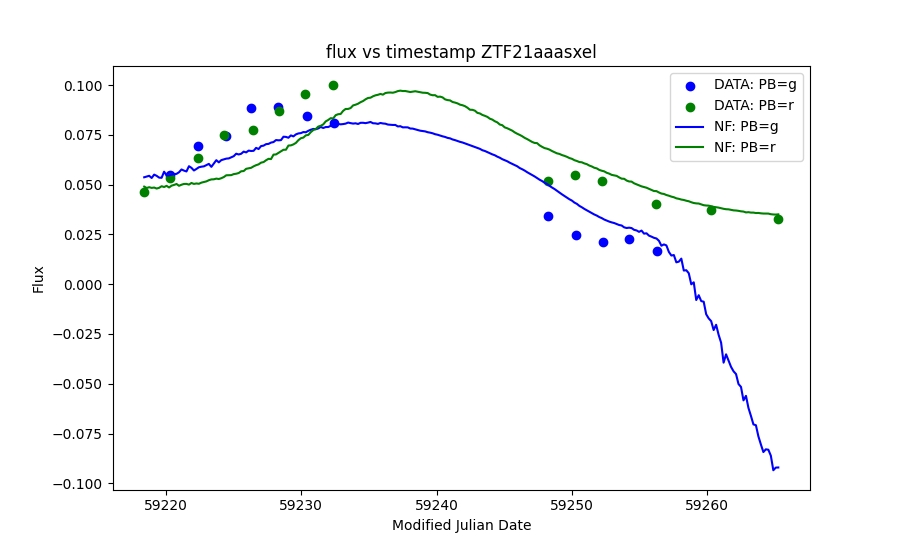 flux vs timestamp ZTF21aaasxel
DATA: PB=g
DATA: PB=r
NF: PB=g
NF: PB=r
0.100
0.075
0.050
0.025
0.000
−0.025
−0.050
−0.075
−0.100
Flux
59220 59230 59240 59250 59260
Modified Julian Date